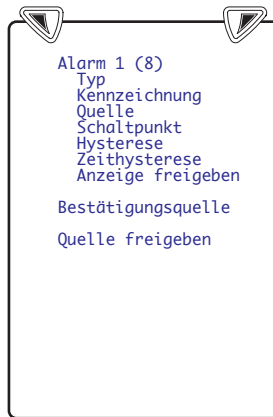 Alarm 1 (8)
Typ
Kennzeichnung
Quelle
Schaltpunkt
Hysterese
Zeithysterese
Anzeige freigeben
Bestätigungsquelle
Quelle freigeben